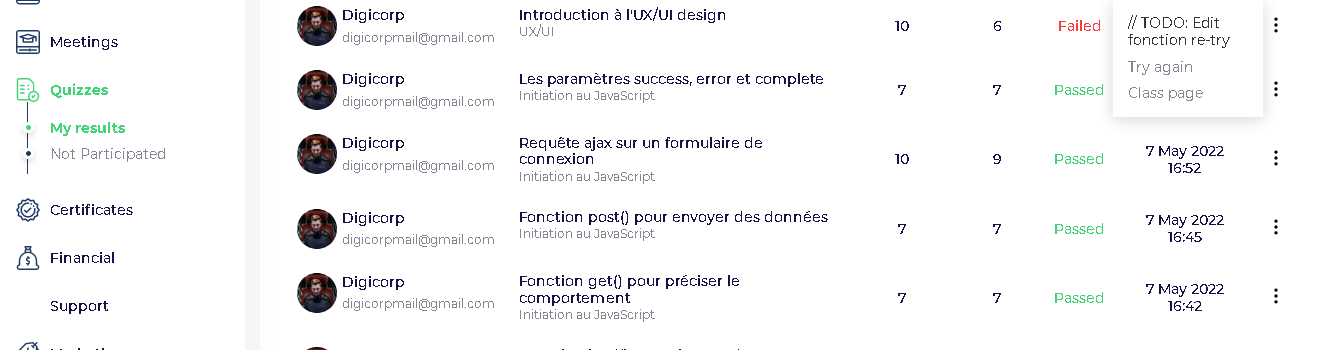 Meetings
Quizzes
My results
Not Participated
Certificates
Financial
Support
Digicorp
digicorpmail@gmail.com
Introduction à l'UX/UI design
UX/UI
10
6
Failed
// TODO: Edit
fonction re-try
Try again
Class page
Digicorp
digicorpmail@gmail.com
Les paramètres success, error et complete
Initiation au JavaScript
7
7
Passed
Digicorp
digicorpmail@gmail.com
Requête ajax sur un formulaire de
connexion
Initiation au JavaScript
10
9
Passed
7 May 2022
16:52
Digicorp
digicorpmail@gmail.com
Fonction post() pour envoyer des données
Initiation au JavaScript
7
7
Passed
7 May 2022
16:45
Digicorp
digicorpmail@gmail.com
Fonction get() pour préciser le
comportement
Initiation au JavaScript
7
7
Passed
7 May 2022
16:42